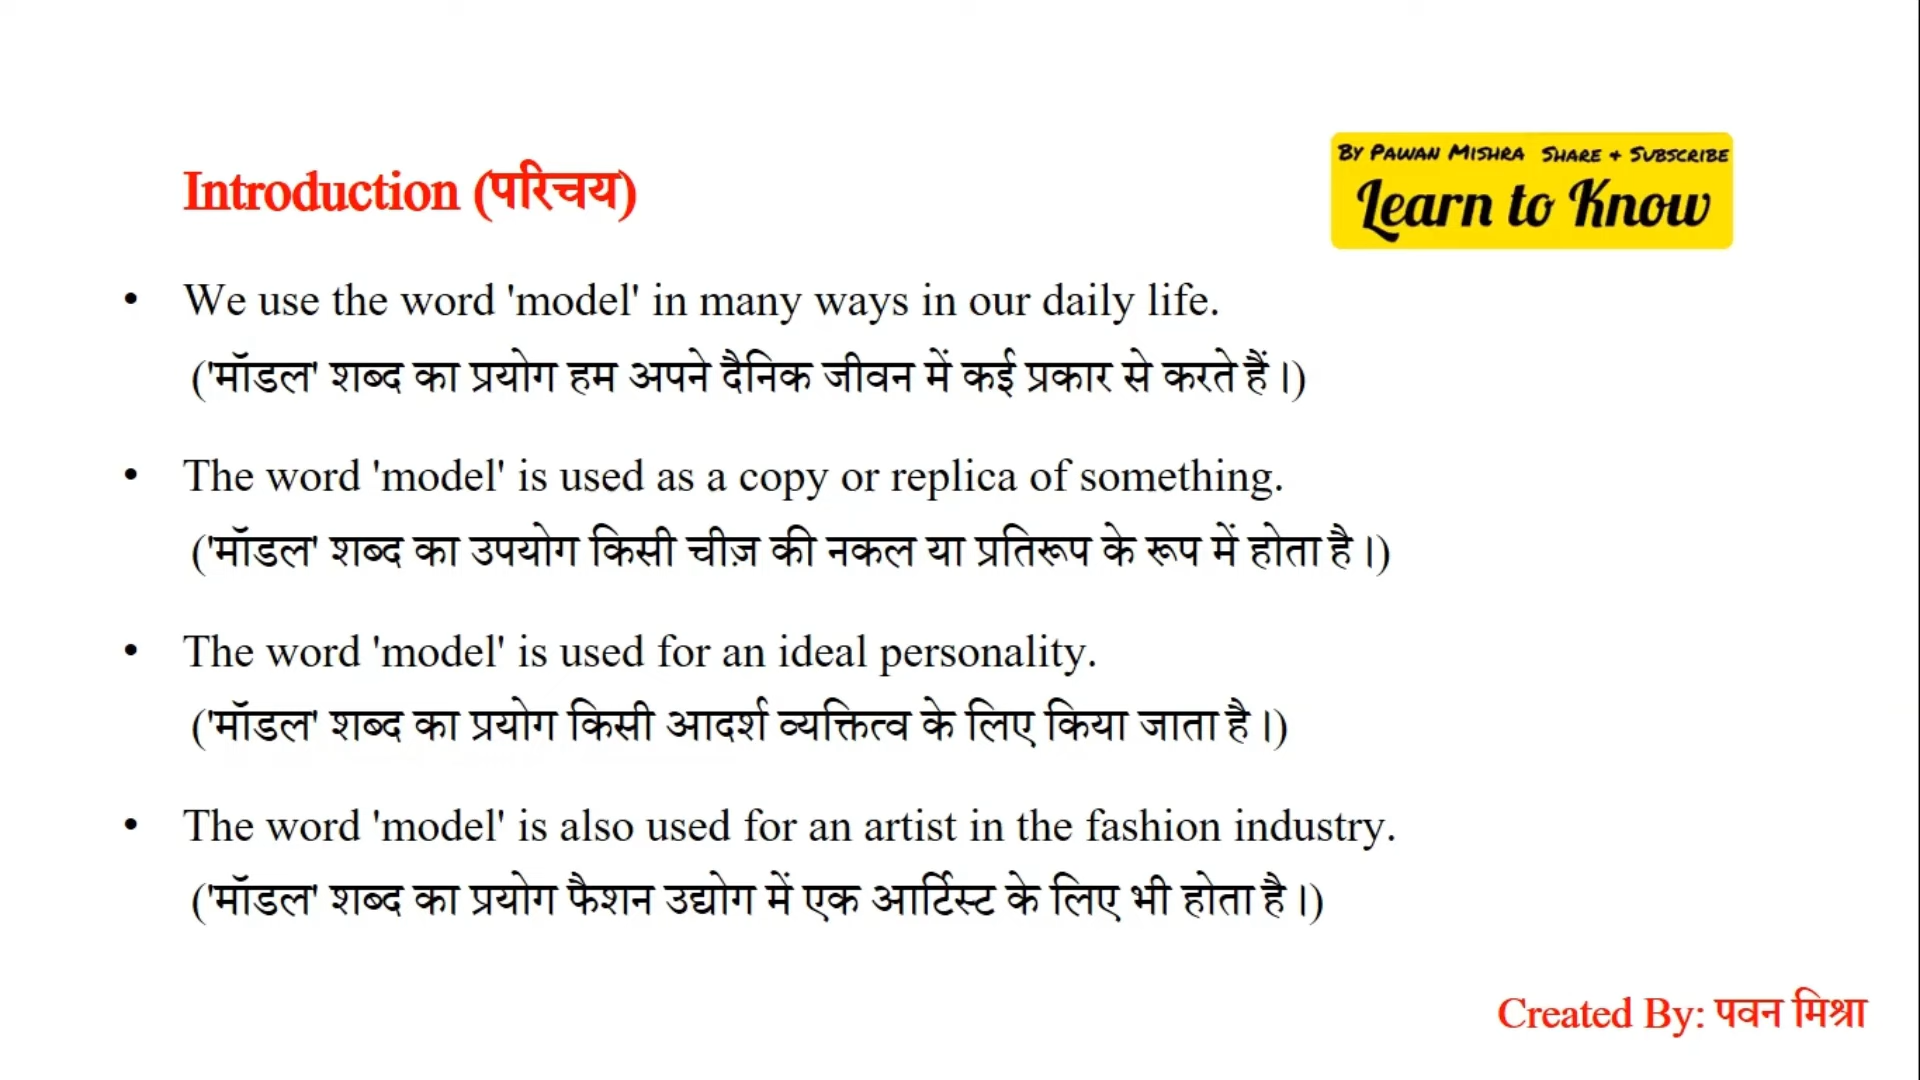 By Pawan Mishra Share + Subscribe
Learn to Know
Introduction (परिचय)
• We use the word 'model' in many ways in our daily life.
('मॉडल' शब्द का प्रयोग हम अपने दैनिक जीवन में कई प्रकार से करते हैं।)
• The word 'model' is used as a copy or replica of something.
('मॉडल' शब्द का उपयोग किसी चीज़ की नकल या प्रतिरूप के रूप में होता है।)
• The word 'model' is used for an ideal personality.
('मॉडल' शब्द का प्रयोग किसी आदर्श व्यक्तित्व के लिए किया जाता है।)
• The word 'model' is also used for an artist in the fashion industry.
('मॉडल' शब्द का प्रयोग फैशन उद्योग में एक आर्टिस्ट के लिए भी होता है।)
Created By: पवन मिश्रा